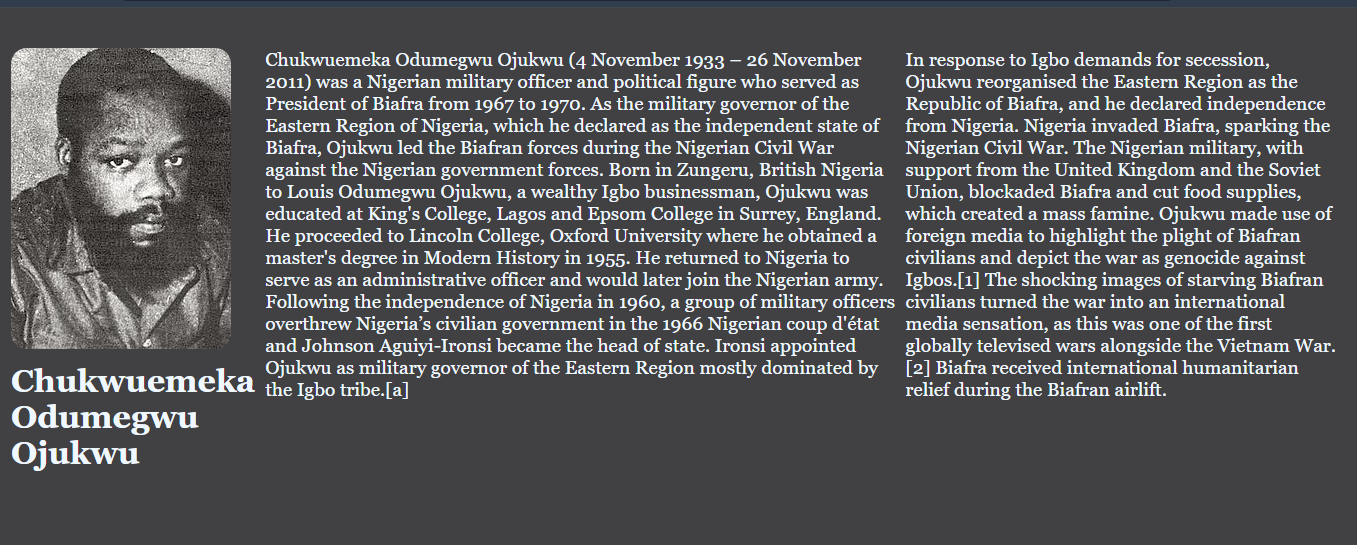 Chukwuemeka
Odumegwu
Ojukwu
Chukwuemeka Odumegwu Ojukwu (4 November 1933 – 26 November
2011) was a Nigerian military officer and political figure who served as
President of Biafra from 1967 to 1970. As the military governor of the
Eastern Region of Nigeria, which he declared as the independent state of
Biafra, Ojukwu led the Biafran forces during the Nigerian Civil War
against the Nigerian government forces. Born in Zungeru, British Nigeria
to Louis Odumegwu Ojukwu, a wealthy Igbo businessman, Ojukwu was
educated at King's College, Lagos and Epsom College in Surrey, England.
He proceeded to Lincoln College, Oxford University where he obtained a
master's degree in Modern History in 1955. He returned to Nigeria to
serve as an administrative officer and would later join the Nigerian army.
Following the independence of Nigeria in 1960, a group of military officers
overthrew Nigeria’s civilian government in the 1966 Nigerian coup d'état
and Johnson Aguiyi-Ironsi became the head of state. Ironsi appointed
Ojukwu as military governor of the Eastern Region mostly dominated by
the Igbo tribe.[a]
In response to Igbo demands for secession,
Ojukwu reorganised the Eastern Region as the
Republic of Biafra, and he declared independence
from Nigeria. Nigeria invaded Biafra, sparking the
Nigerian Civil War. The Nigerian military, with
support from the United Kingdom and the Soviet
Union, blockaded Biafra and cut food supplies,
which created a mass famine. Ojukwu made use of
foreign media to highlight the plight of Biafran
civilians and depict the war as genocide against
Igbos.[1] The shocking images of starving Biafran
civilians turned the war into an international
media sensation, as this was one of the first
globally televised wars alongside the Vietnam War.
[2] Biafra received international humanitarian
relief during the Biafran airlift.